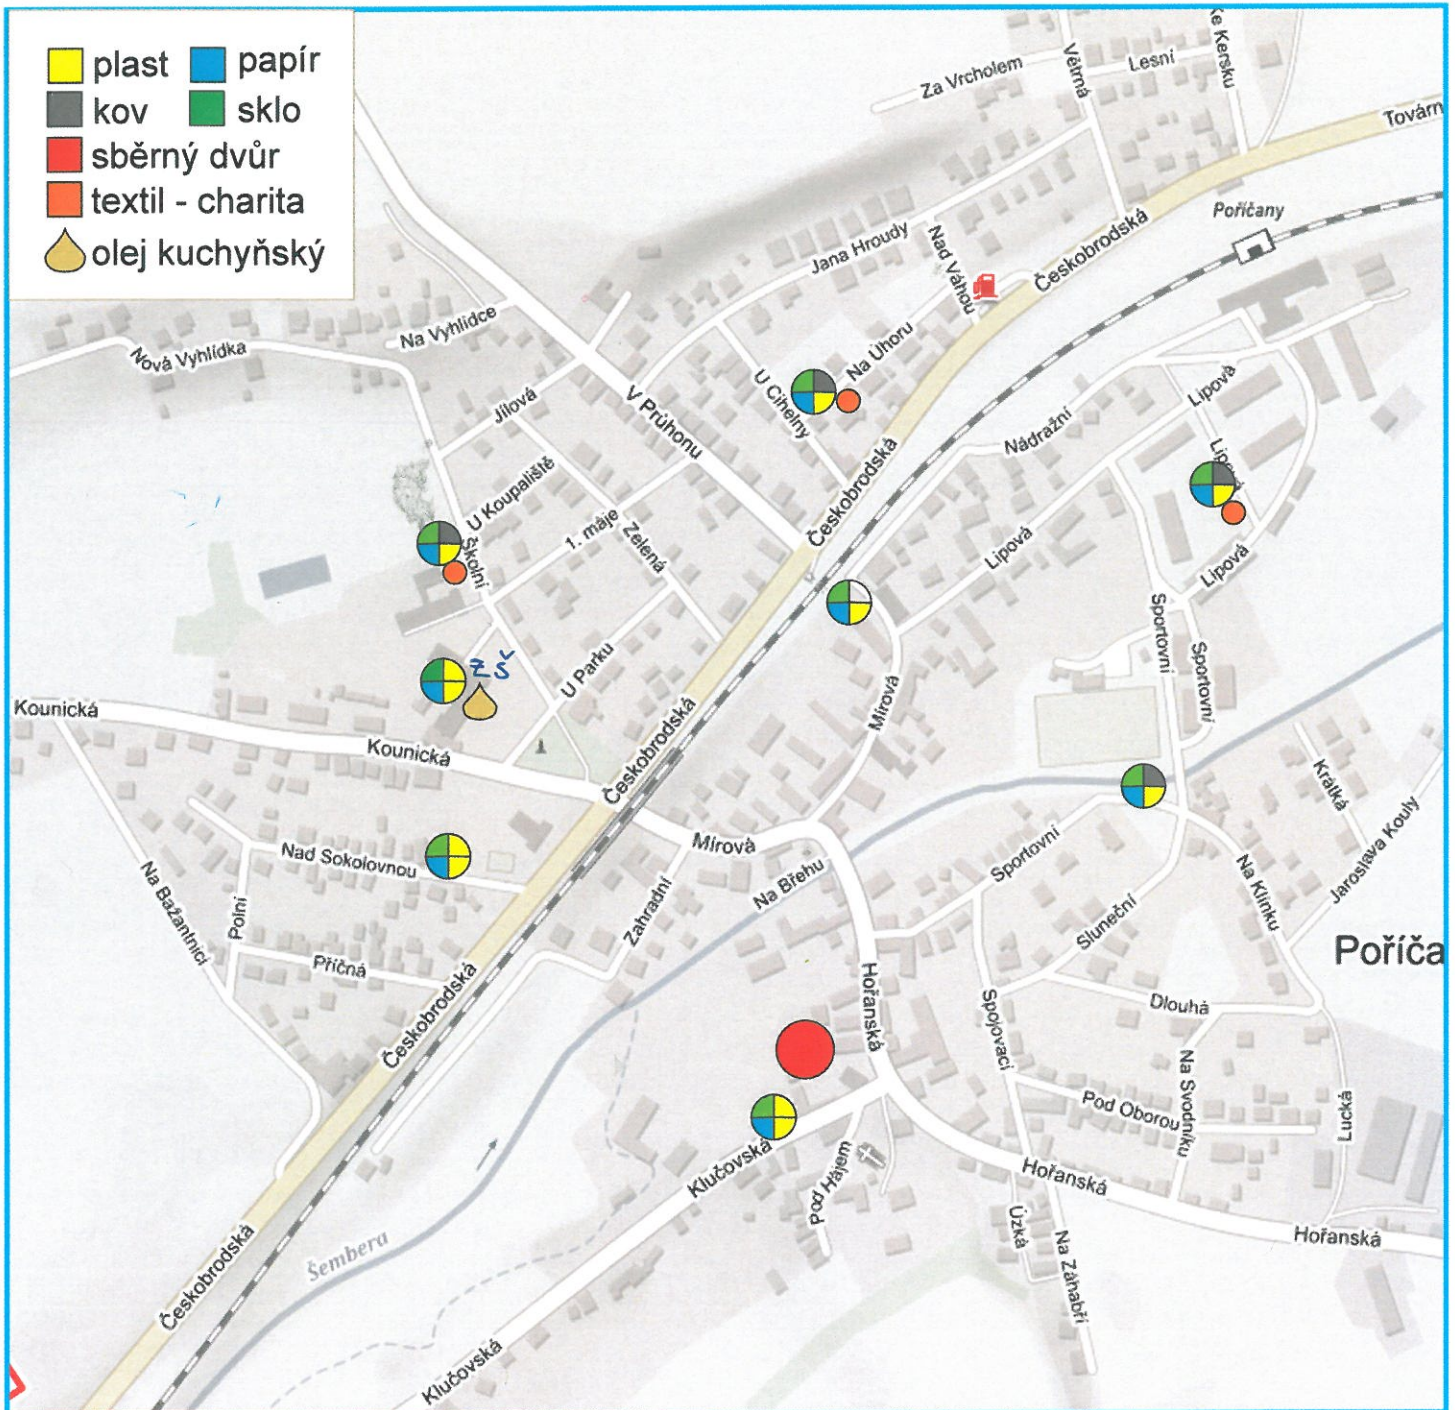 plast papír
kov sklo
sběrný dvůr
textil - charita
olej kuchyňský
Za Vrcholem
Větrná
Lesní
Ke Kersku
Továrn
Poříčany
Českobrodská
Jana Hroudy
Nad Váhou
Na Úhoru
U Cihelny
Na Vyhlídce
Nová Vyhlídka
Jílová
V Průhonu
U Koupaliště
1. máje
Zelená
Školní
Českobrodská
Nádražní
Lipová
Lipová
Lipová
Lipová
ZŠ
U Parku
Kounická
Kounická
Českobrodská
Mírová
Sportovní
Sportovní
Krátká
Jaroslava Kouly
Nad Sokolovnou
Na Bažantnici
Polní
Příčná
Mírová
Zahradní
Na Břehu
Sportovní
Sluneční
Na Klínku
Poříča
Českobrodská
Hořanská
Spojovací
Dlouhá
Na Svodníku
Pod Oborou
Lucká
Klučovská
Pod Hájem
Hořanská
Hořanská
Úzká
Na Záhabří
Českobrodská
Šembera
Klučovská